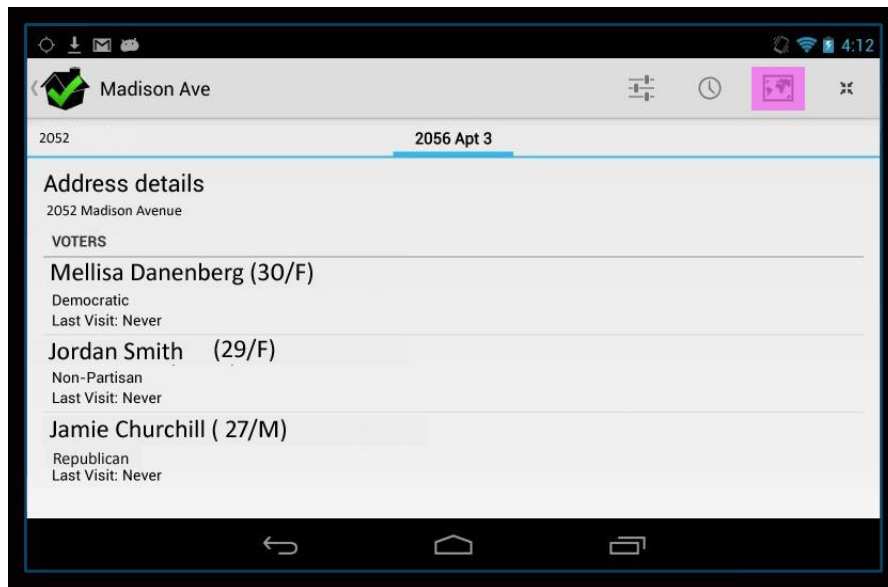 4:12
Madison Ave
2052 2056 Apt 3
Address details
2052 Madison Avenue
VOTERS
Mellisa Danenberg (30/F)
Democratic
Last Visit: Never
Jordan Smith (29/F)
Non-Partisan
Last Visit: Never
Jamie Churchill ( 27/M)
Republican
Last Visit: Never